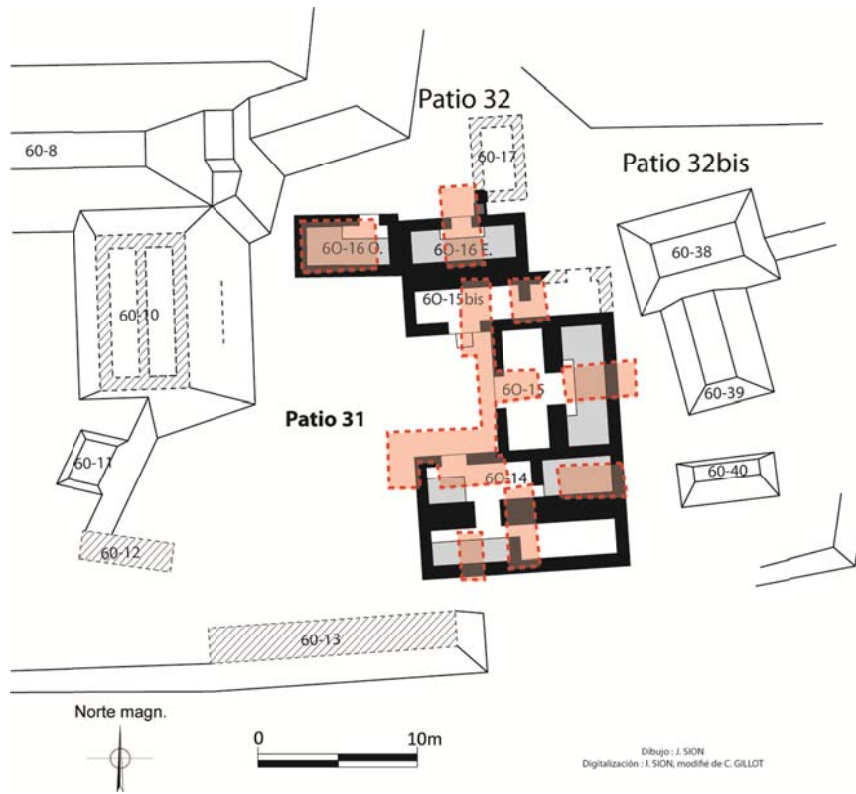 Patio 32
60-8
60-17
Patio 32bis
6O-16 O.
6O-16 E.
60-38
6O-15bis
60-10
6O-15
60-39
Patio 31
60-11
60-14
60-40
60-12
60-13
Norte magn.
0
10m
Dibujo : J. SION
Digitalización : J. SION, modifié de C. GILLOT